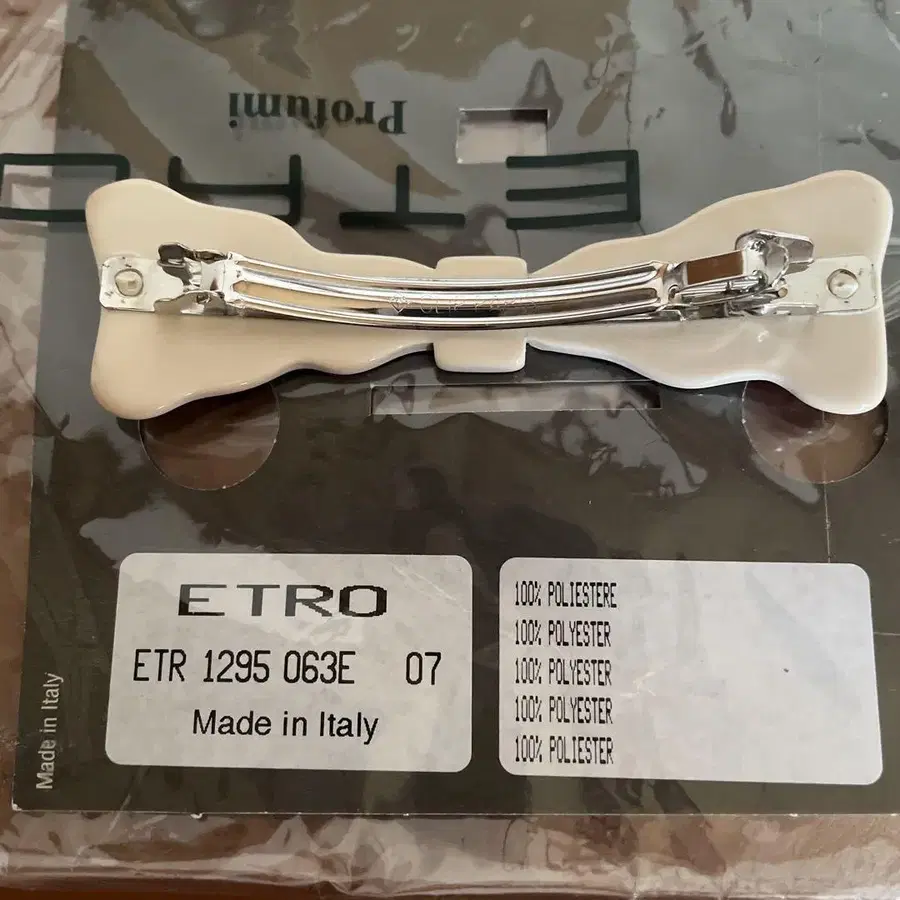 Profumi
ETRO
ETRO
ETR 1295 063E 07
Made in Italy
100% POLIESTERE
100% POLYESTER
100% POLYESTER
100% POLYESTER
100% POLIESTER
Made in Italy